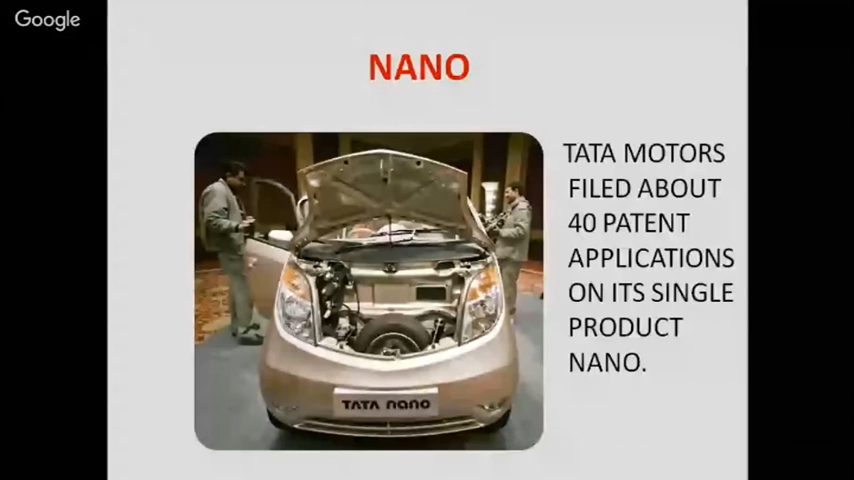 Google
NANO
TATA MOTORS
FILED ABOUT
40 PATENT
APPLICATIONS
ON ITS SINGLE
PRODUCT
NANO.
TATA nano